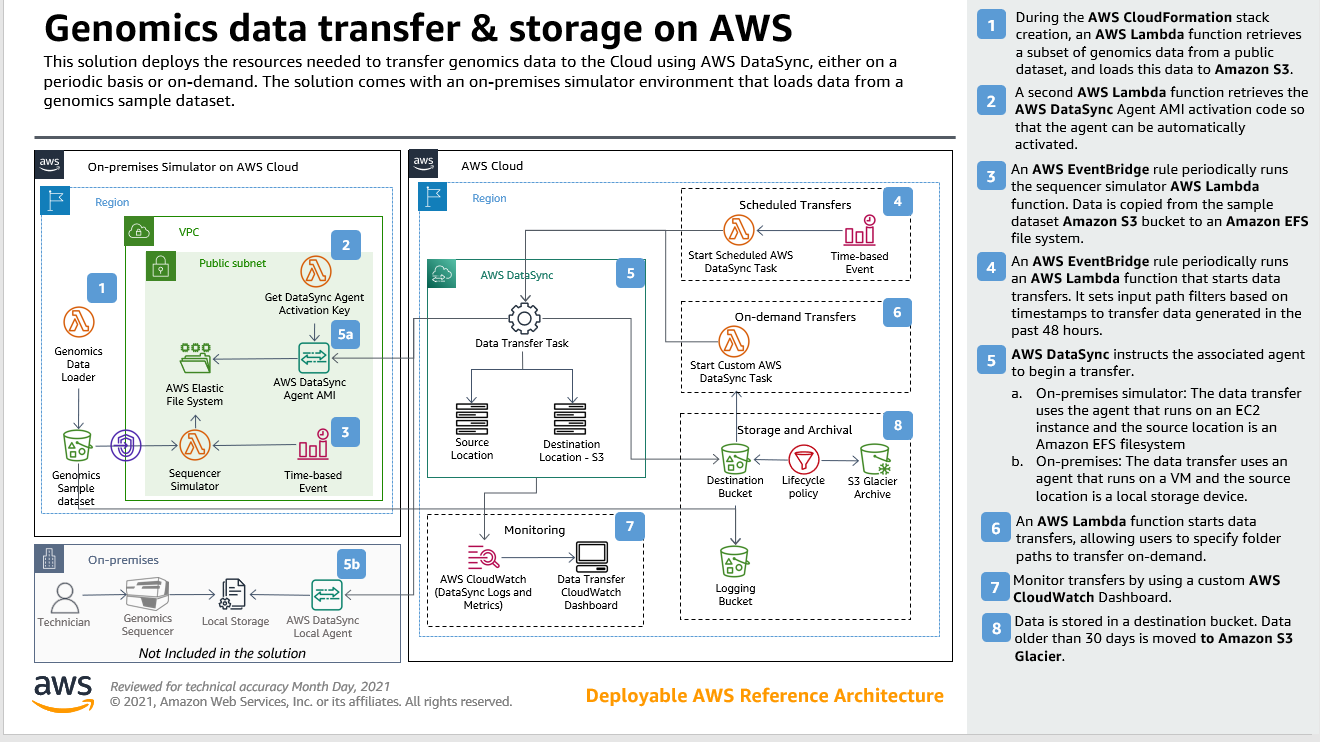 Genomics data transfer & storage on AWS
This solution deploys the resources needed to transfer genomics data to the Cloud using AWS DataSync, either on a
periodic basis or on-demand. The solution comes with an on-premises simulator environment that loads data from a
genomics sample dataset.
aws
On-premises Simulator on AWS Cloud
Region
VPC
Public subnet
1
Genomics
Data
Loader
2
Get DataSync Agent
Activation Key
5a
AWS Elastic
File System
AWS DataSync
Agent AMI
3
Genomics
Sample
dataset
Sequencer
Simulator
Time-based
Event
On-premises
5b
Technician
Genomics
Sequencer
Local Storage
AWS DataSync
Local Agent
Not Included in the solution
aws
AWS Cloud
Region
AWS DataSync
5
Data Transfer Task
Source
Location
Destination
Location - S3
Scheduled Transfers
4
Start Scheduled AWS
DataSync Task
Time-based
Event
On-demand Transfers
6
Start Custom AWS
DataSync Task
Storage and Archival
8
Destination
Bucket
Lifecycle
policy
S3 Glacier
Archive
Logging
Bucket
Monitoring
7
AWS CloudWatch
(DataSync Logs and
Metrics)
Data Transfer
CloudWatch
Dashboard
aws
Reviewed for technical accuracy Month Day, 2021
© 2021, Amazon Web Services, Inc. or its affiliates. All rights reserved.
Deployable AWS Reference Architecture
1
During the AWS CloudFormation stack
creation, an AWS Lambda function retrieves
a subset of genomics data from a public
dataset, and loads this data to Amazon S3.
2
A second AWS Lambda function retrieves the
AWS DataSync Agent AMI activation code so
that the agent can be automatically
activated.
3
An AWS EventBridge rule periodically runs
the sequencer simulator AWS Lambda
function. Data is copied from the sample
dataset Amazon S3 bucket to an Amazon EFS
file system.
4
An AWS EventBridge rule periodically runs
an AWS Lambda function that starts data
transfers. It sets input path filters based on
timestamps to transfer data generated in the
past 48 hours.
5
AWS DataSync instructs the associated agent
to begin a transfer.
a. On-premises simulator: The data transfer
uses the agent that runs on an EC2
instance and the source location is an
Amazon EFS filesystem
b. On-premises: The data transfer uses an
agent that runs on a VM and the source
location is a local storage device.
6
An AWS Lambda function starts data
transfers, allowing users to specify folder
paths to transfer on-demand.
7
Monitor transfers by using a custom AWS
CloudWatch Dashboard.
8
Data is stored in a destination bucket. Data
older than 30 days is moved to Amazon S3
Glacier.